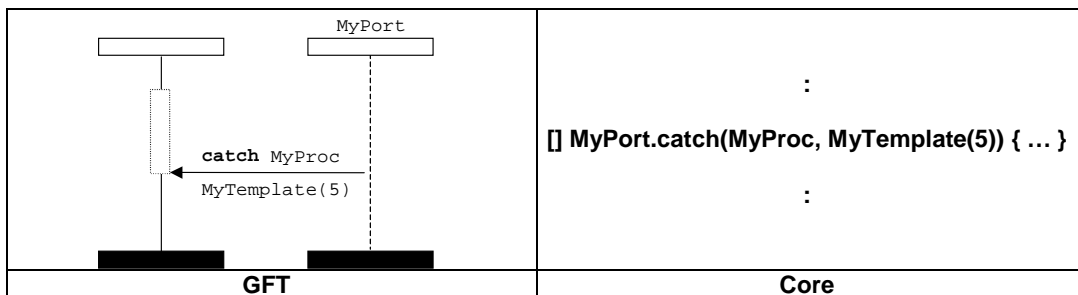 MyPort
catch MyProc
MyTemplate(5)
:
[] MyPort.catch(MyProc, MyTemplate(5)) { … }
:
GFT
Core